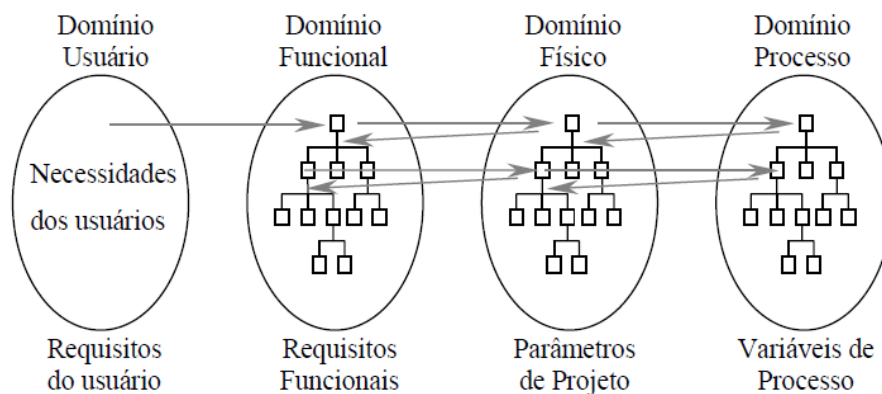 Domínio
Usuário
Domínio
Funcional
Domínio
Físico
Domínio
Processo
Necessidades
dos usuários
Requisitos
do usuário
Requisitos
Funcionais
Parâmetros
de Projeto
Variáveis de
Processo